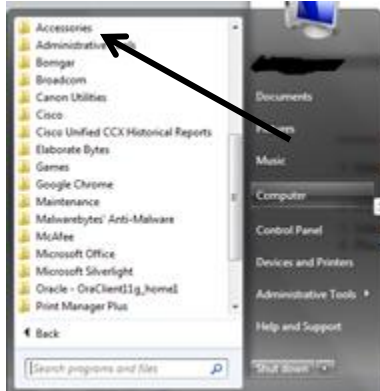 Accessories
Administrative
Bomgar
Broadcom
Canon Utilities
Cisco
Cisco Unified CCX Historical Reports
Elaborate Bytes
Games
Google Chrome
Maintenance
Malwarebytes' Anti-Malware
McAfee
Microsoft Office
Microsoft Silverlight
Oracle - OraClient11g_home1
Print Manager Plus
Back
Search programs and files
Documents
Music
Computer
Control Panel
Devices and Printers
Administrative Tools
Help and Support
Shut down